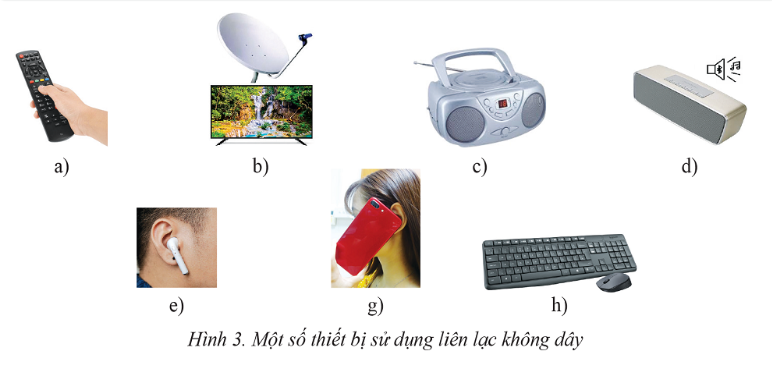 a)
b)
c)
d)
e)
g)
h)
Hình 3. Một số thiết bị sử dụng liên lạc không dây